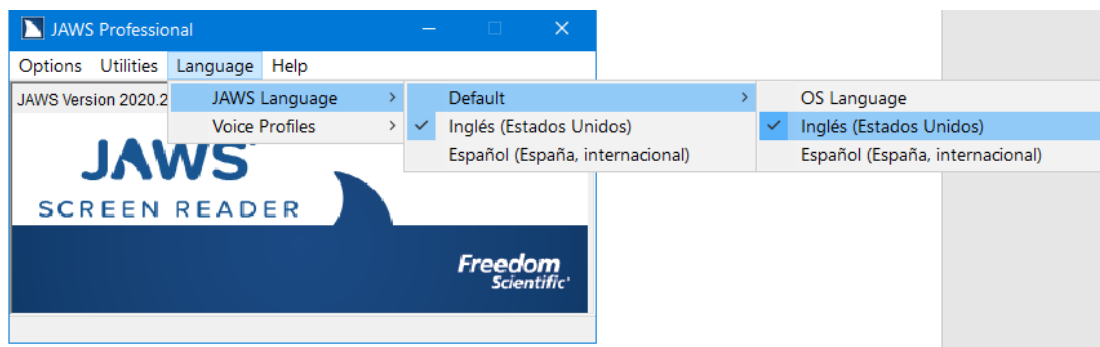 JAWS Professional
Options Utilities Language Help
JAWS Version 2020.2
JAWS Language
Voice Profiles
Default
Inglés (Estados Unidos)
Español (España, internacional)
OS Language
Inglés (Estados Unidos)
Español (España, internacional)
JAWS
SCREEN READER
Freedom
Scientific